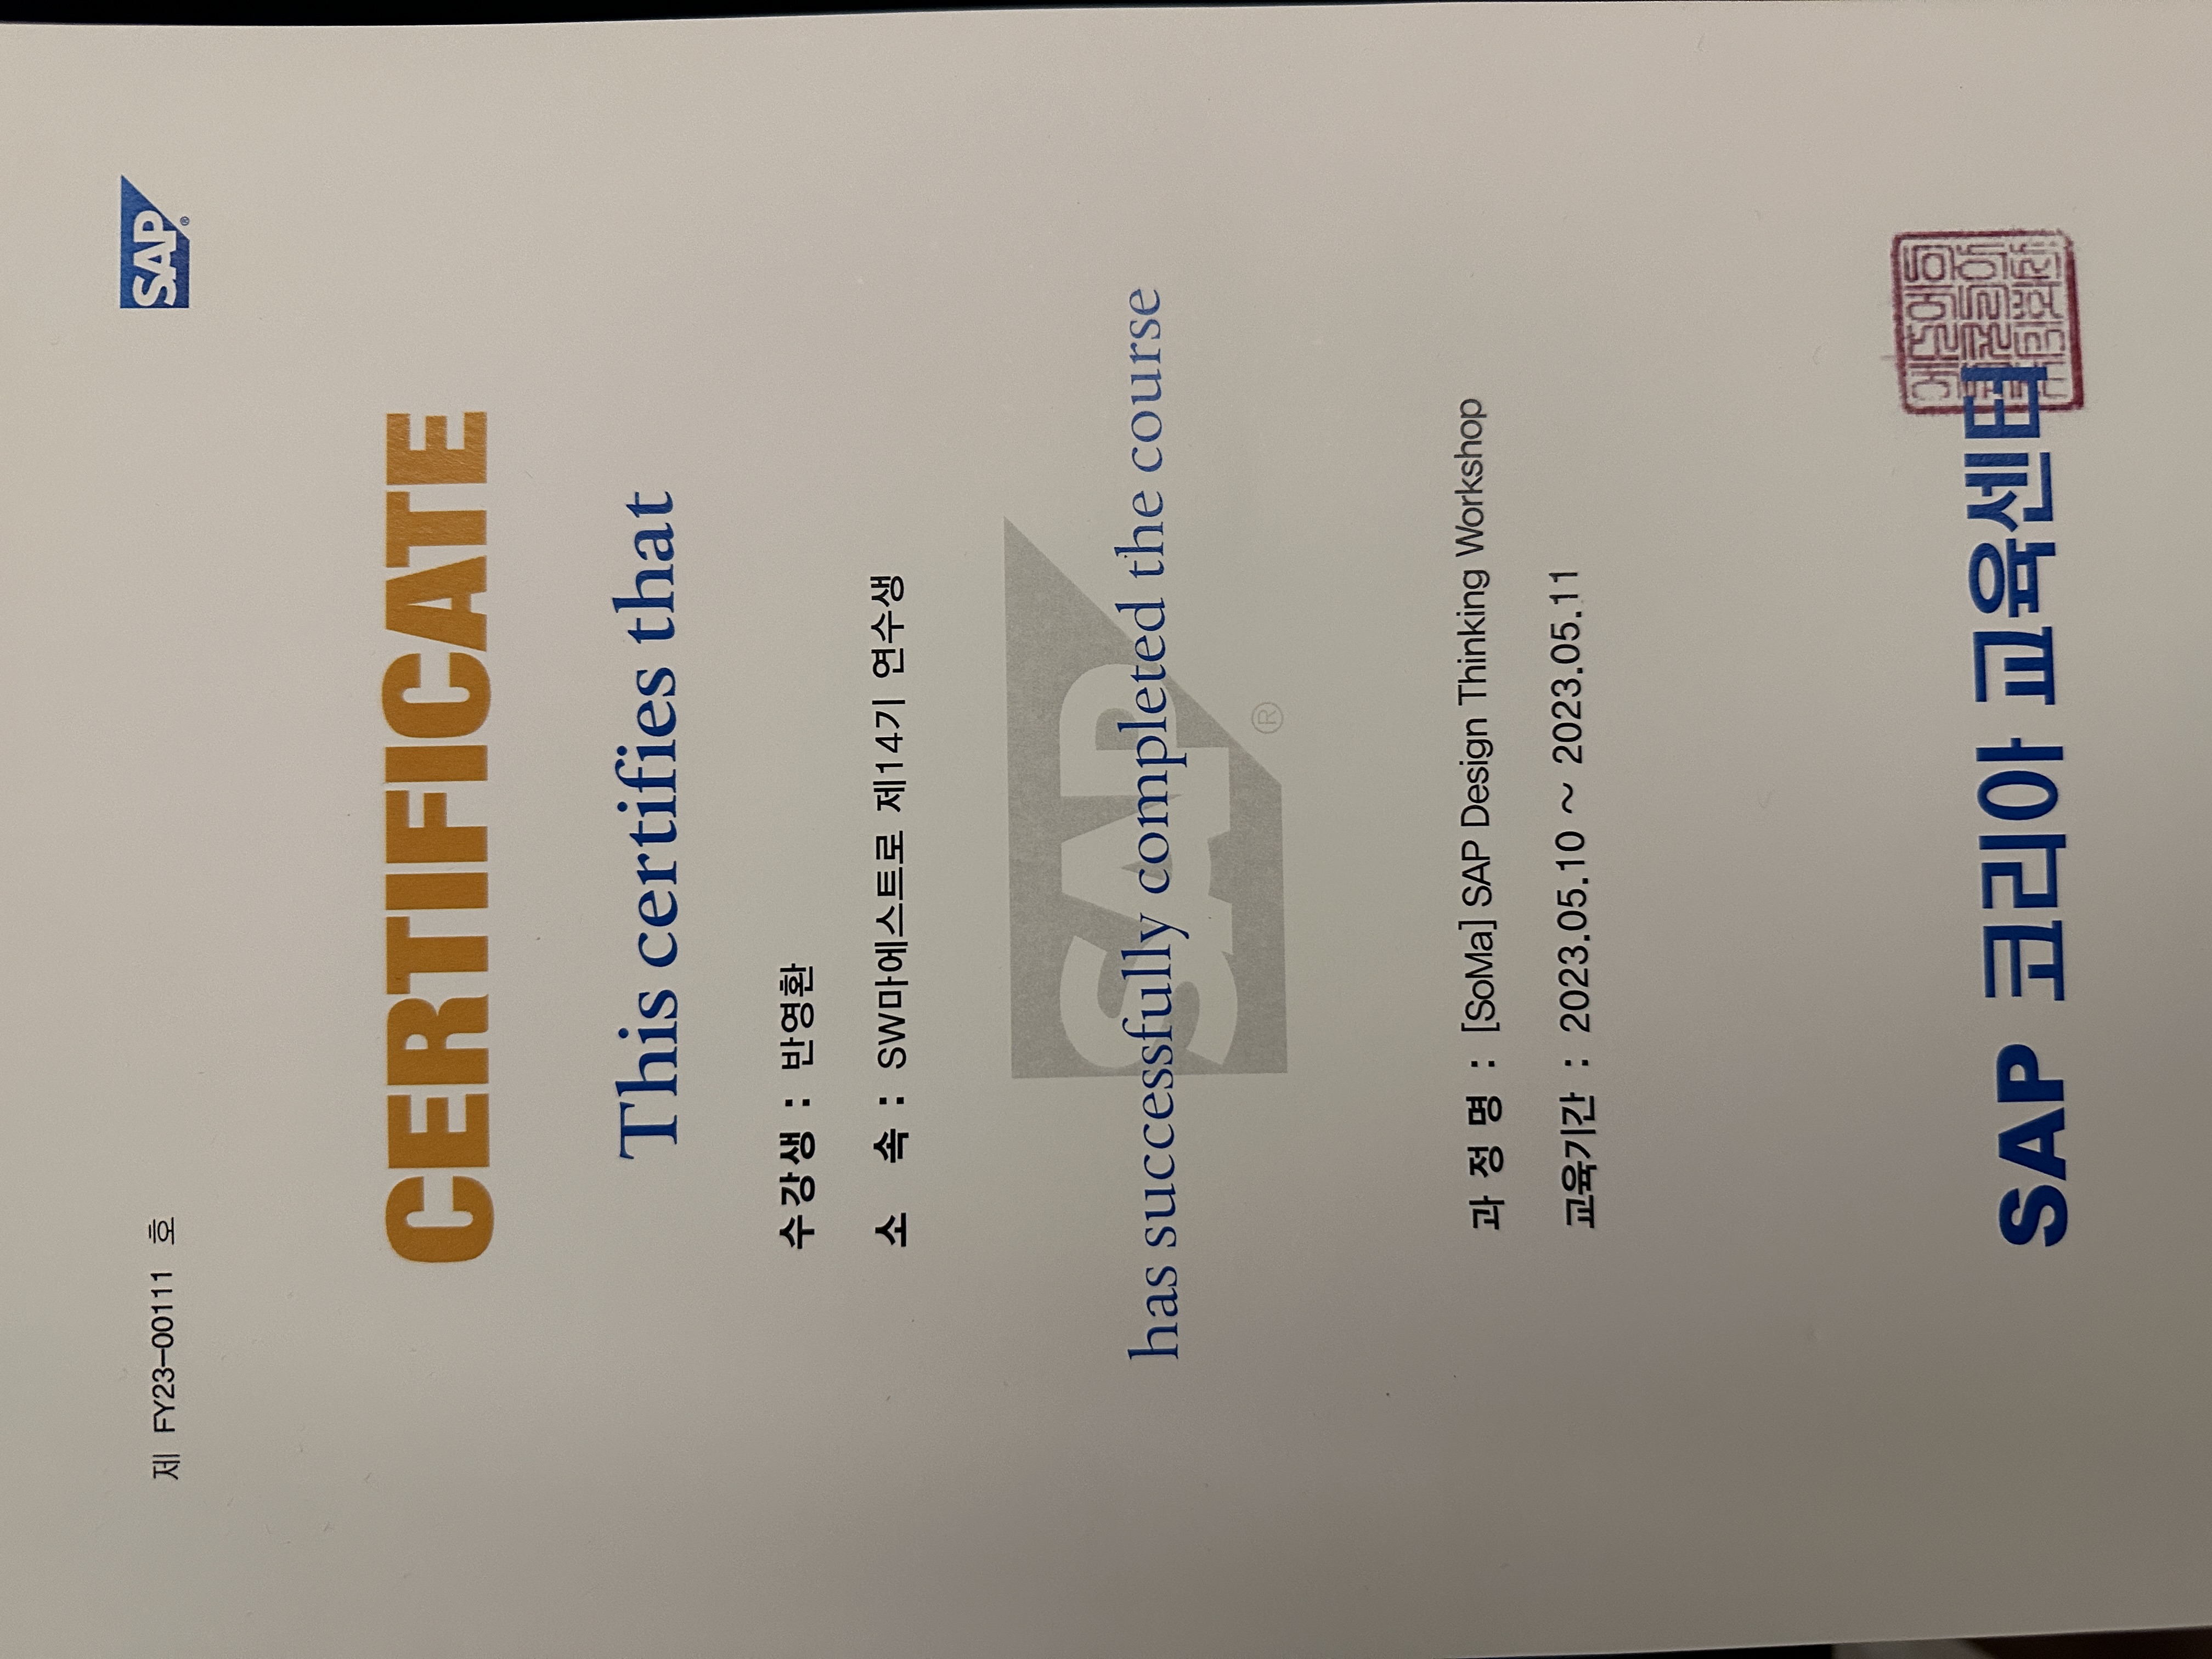 제 FY23-00111 호
SAP
CERTIFICATE
This certifies that
수강생 : 반영환
소 속 : SW마에스트로 제14기 연수생
SAP
has successfully completed the course
과 정 명 : [SoMa] SAP Design Thinking Workshop
교육기간 : 2023.05.10 ~ 2023.05.11
SAP 코리아 교육센터